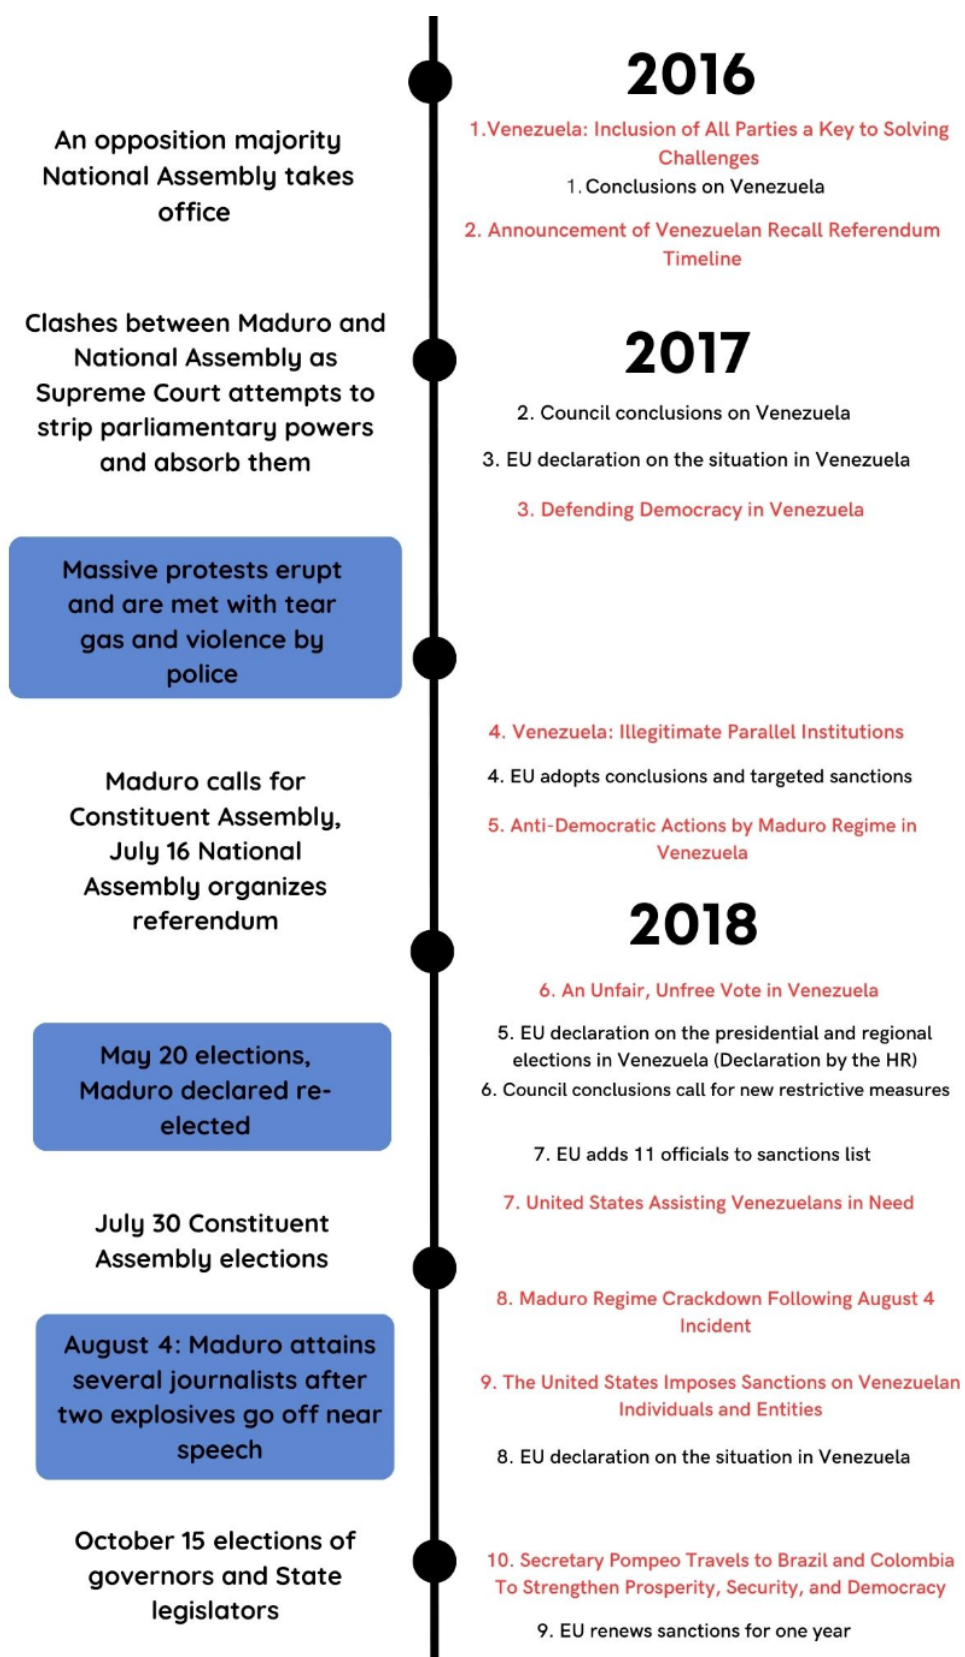 2016
An opposition majority
National Assembly takes
office
1.Venezuela: Inclusion of All Parties a Key to Solving
Challenges
1. Conclusions on Venezuela
2. Announcement of Venezuelan Recall Referendum
Timeline
Clashes between Maduro and
National Assembly as
Supreme Court attempts to
strip parliamentary powers
and absorb them
2017
2. Council conclusions on Venezuela
3. EU declaration on the situation in Venezuela
3. Defending Democracy in Venezuela
Massive protests erupt
and are met with tear
gas and violence by
police
4. Venezuela: Illegitimate Parallel Institutions
4. EU adopts conclusions and targeted sanctions
5. Anti-Democratic Actions by Maduro Regime in
Venezuela
Maduro calls for
Constituent Assembly,
July 16 National
Assembly organizes
referendum
2018
6. An Unfair, Unfree Vote in Venezuela
5. EU declaration on the presidential and regional
elections in Venezuela (Declaration by the HR)
6. Council conclusions call for new restrictive measures
May 20 elections,
Maduro declared re-
elected
7. EU adds 11 officials to sanctions list
7. United States Assisting Venezuelans in Need
July 30 Constituent
Assembly elections
8. Maduro Regime Crackdown Following August 4
Incident
August 4: Maduro attains
several journalists after
two explosives go off near
speech
9. The United States Imposes Sanctions on Venezuelan
Individuals and Entities
8. EU declaration on the situation in Venezuela
October 15 elections of
governors and State
legislators
10. Secretary Pompeo Travels to Brazil and Colombia
To Strengthen Prosperity, Security, and Democracy
9. EU renews sanctions for one year